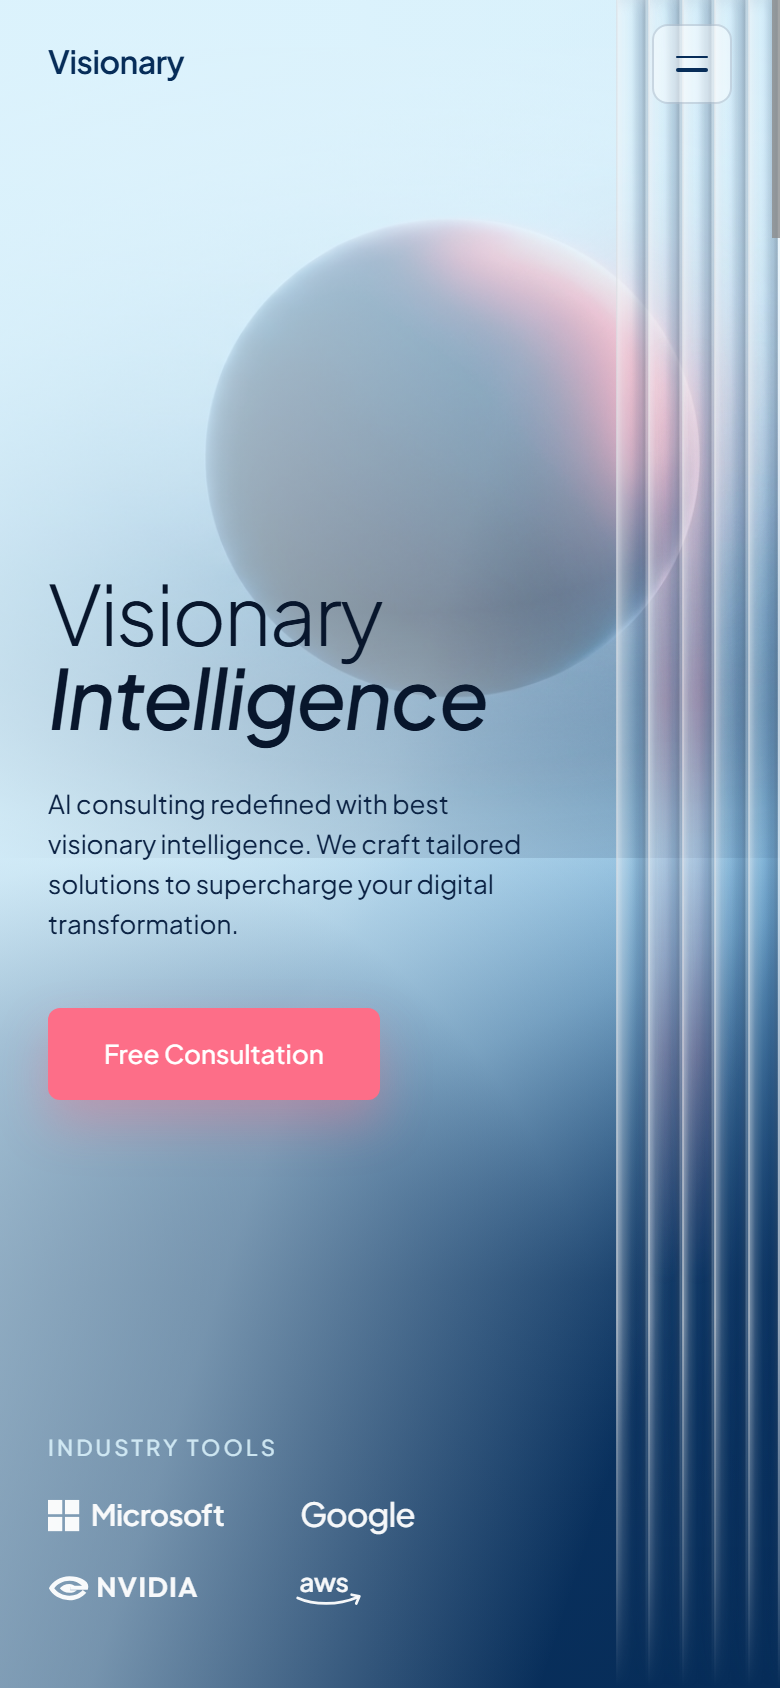 Visionary
Visionary
Intelligence
AI consulting redefined with best
visionary intelligence. We craft tailored
solutions to supercharge your digital
transformation.
Free Consultation
INDUSTRY TOOLS
Microsoft
Google
NVIDIA
aws